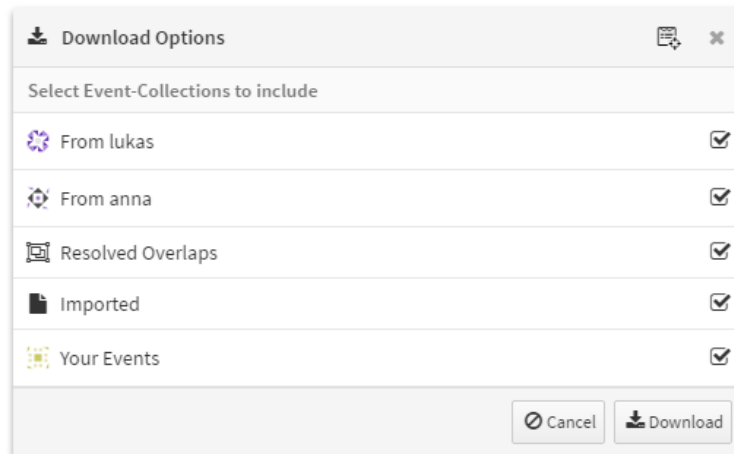 Download Options
Select Event-Collections to include
From lukas
From anna
Resolved Overlaps
Imported
Your Events
Cancel Download